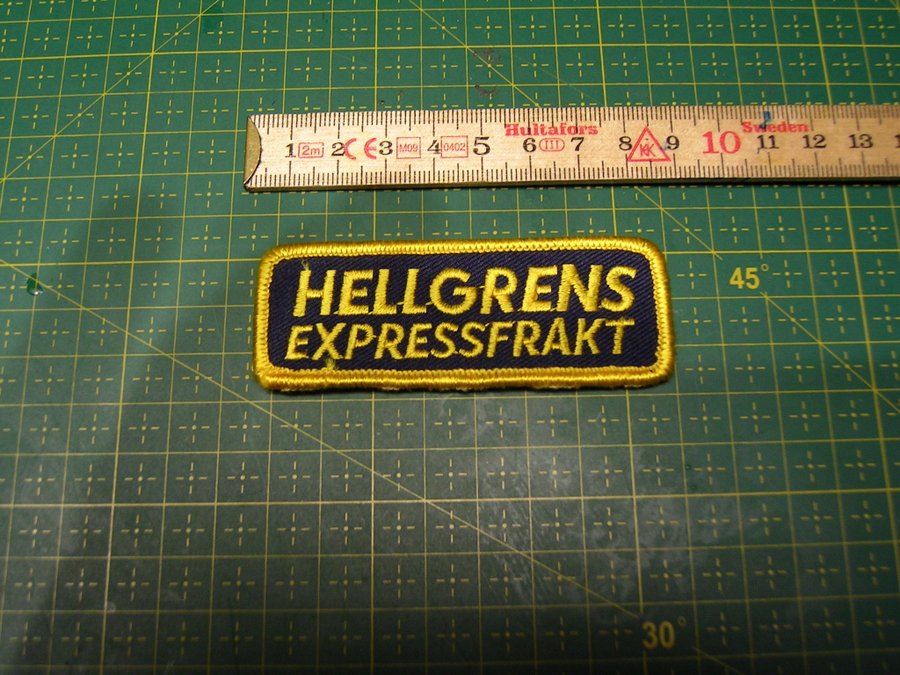 Hultafors Sweden
1 2m 2 CE 3 M09 4 0402 5 6 III 7 8 KK 9 10 11 12 13
HELLGRENS
EXPRESSFRAKT
45°
30°